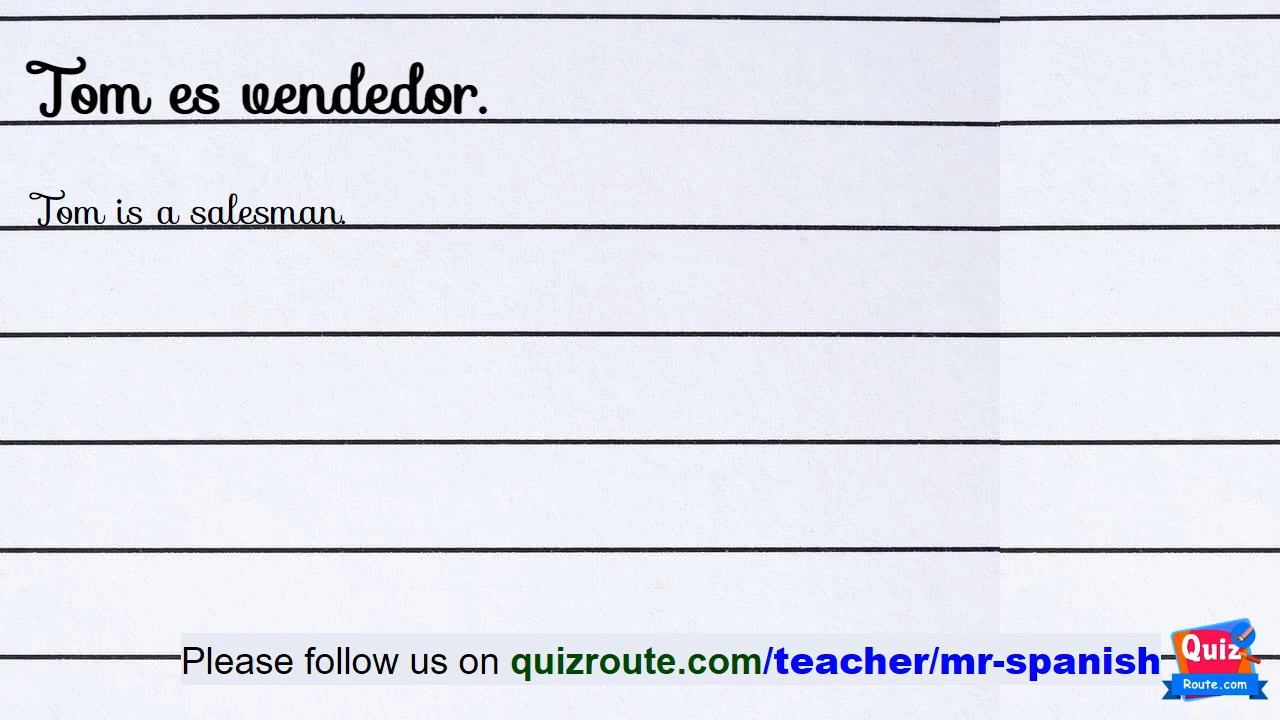 Tom es vendedor.
Tom is a salesman.
Please follow us on quizroute.com/teacher/mr-spanish
Quiz
Route.com